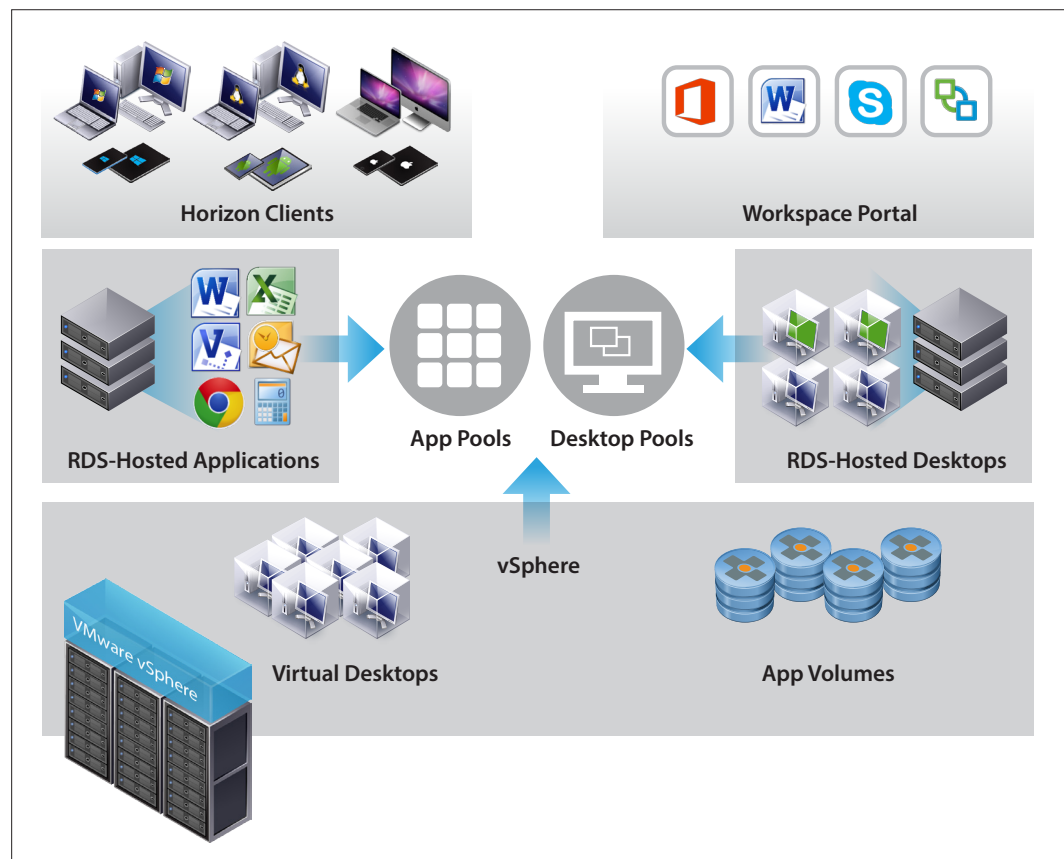 Horizon Clients
Workspace Portal
W
S
W
X
V
0
App Pools
Desktop Pools
RDS-Hosted Applications
RDS-Hosted Desktops
vSphere
VMware vSphere
Virtual Desktops
App Volumes